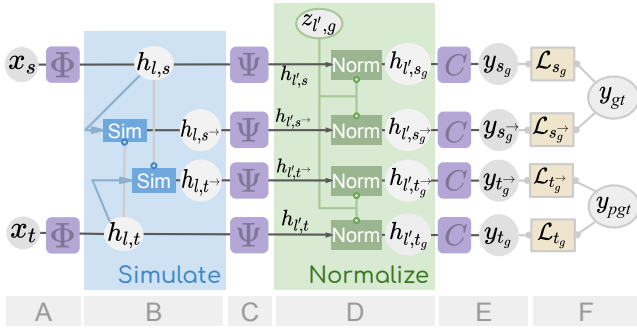 z_{l',g}
x_s Φ h_{l,s} Ψ h_{l',s} Norm h_{l',s_g} C y_{s_g} 𝓛_{s_g}
y_{gt}
Sim h_{l,s→} h_{l',s→} Norm h_{l',s_g→} C y_{s_g→} 𝓛_{s_g→}
Sim h_{l,t→} Ψ h_{l',t→} Norm h_{l',t_g→} C y_{t_g→} 𝓛_{t_g→}
y_{pgt}
x_t Φ h_{l,t} Ψ h_{l',t} Norm h_{l',t_g} C y_{t_g} 𝓛_{t_g}
Simulate Normalize
A B C D E F